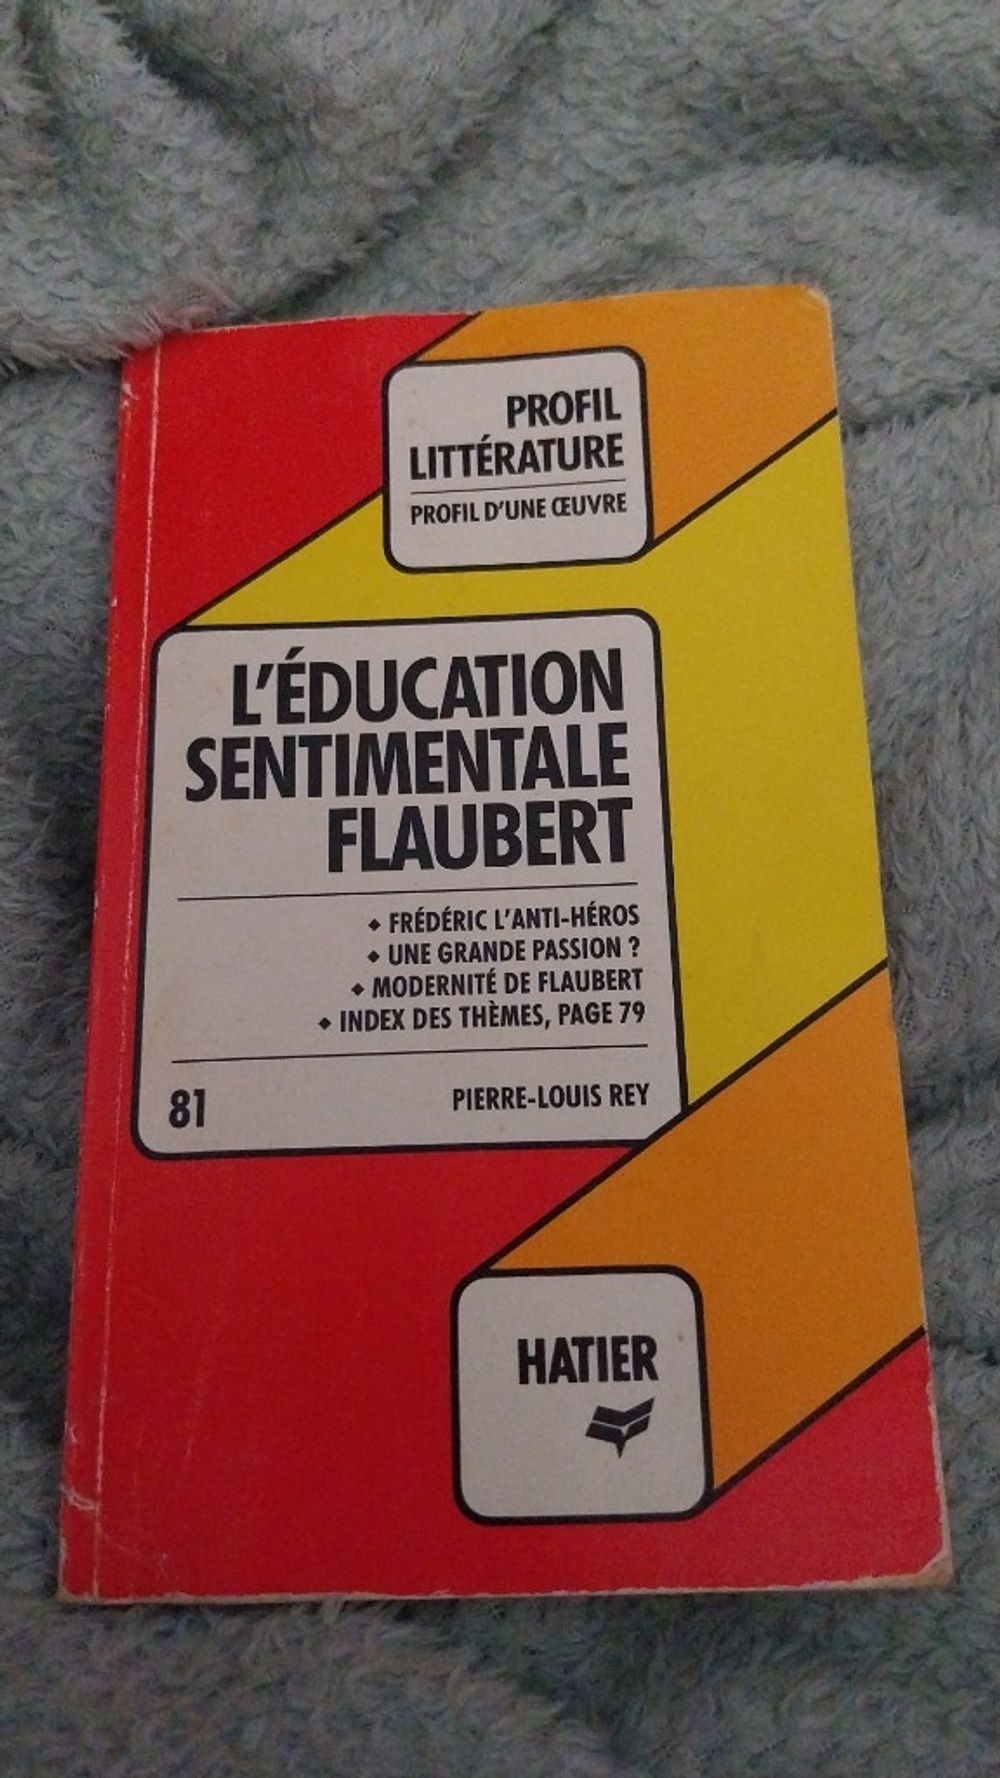 PROFIL
LITTÉRATURE
PROFIL D'UNE ŒUVRE
L'ÉDUCATION
SENTIMENTALE
FLAUBERT
◆ FRÉDÉRIC L'ANTI-HÉROS
◆ UNE GRANDE PASSION ?
◆ MODERNITÉ DE FLAUBERT
◆ INDEX DES THÈMES, PAGE 79
81 PIERRE-LOUIS REY
HATIER